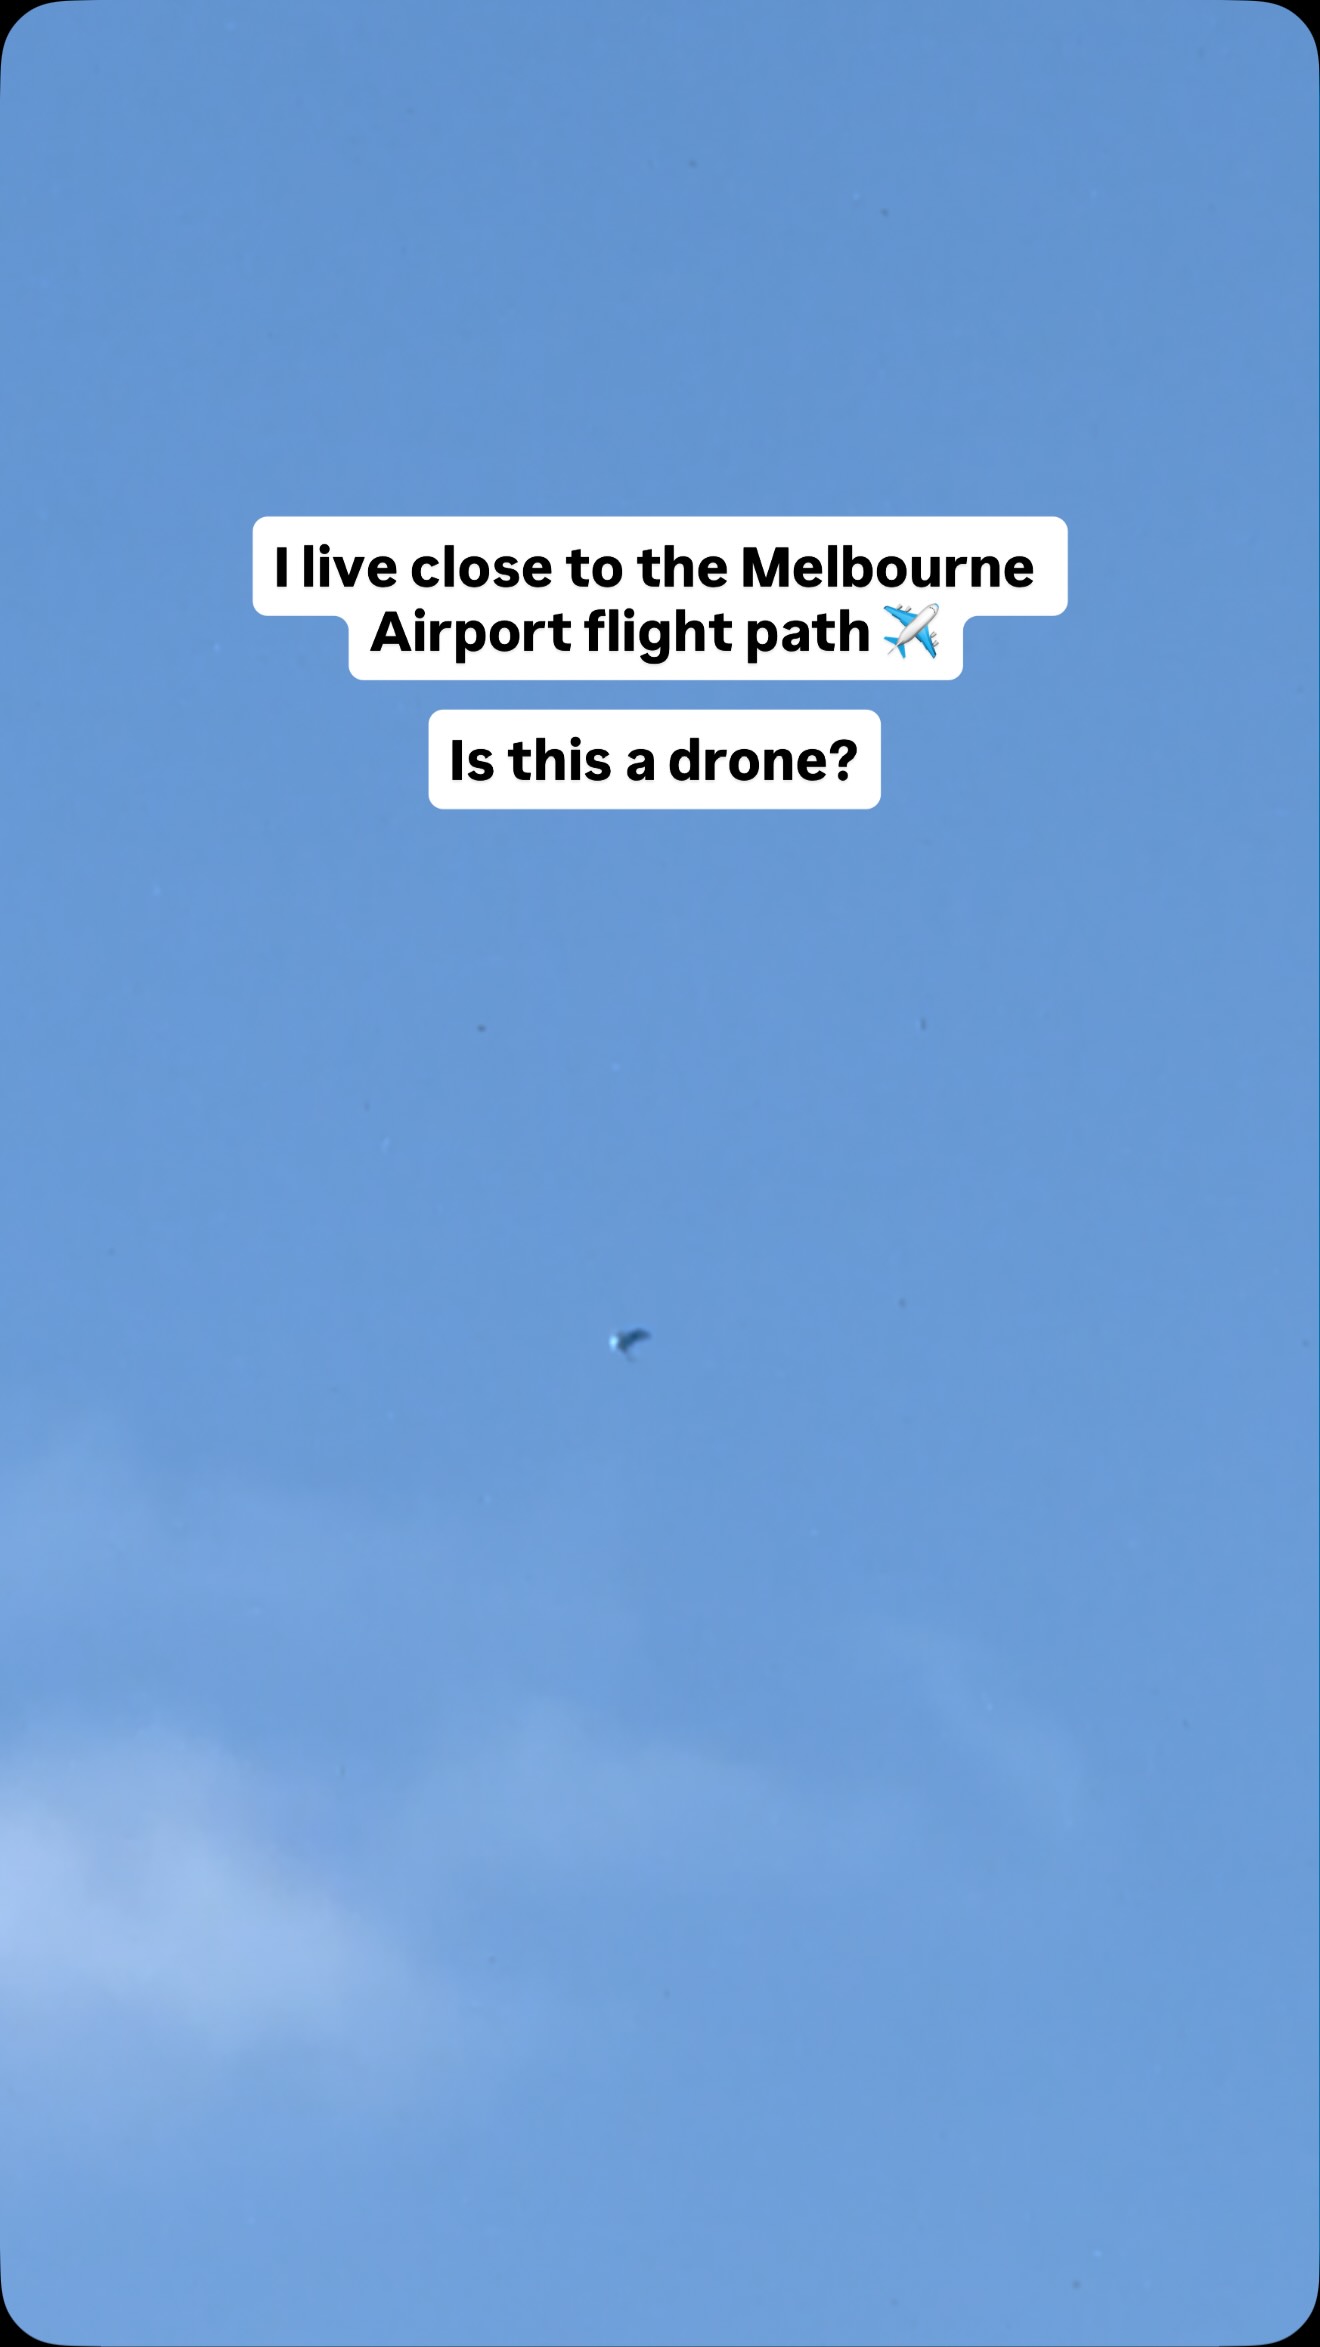 I live close to the Melbourne
Airport flight path ✈️
Is this a drone?